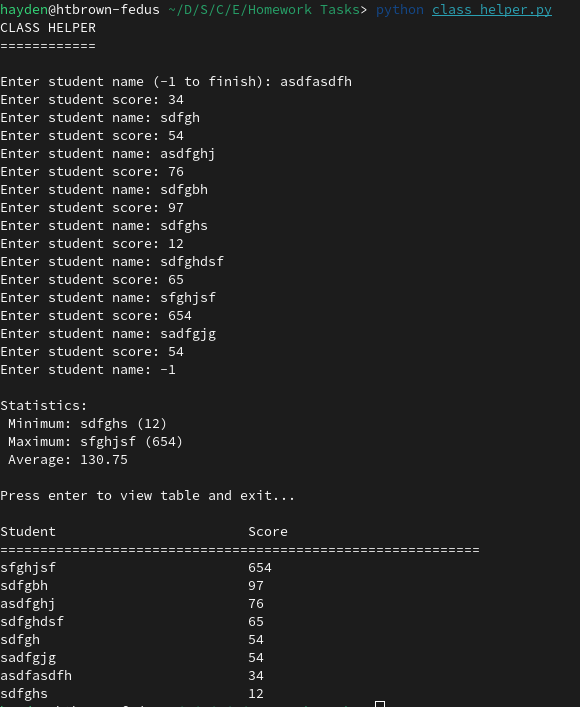 hayden@htbrown-fedus ~/D/S/C/E/Homework Tasks> python class helper.py
CLASS HELPER
============
Enter student name (-1 to finish): asdfasdfh
Enter student score: 34
Enter student name: sdfgh
Enter student score: 54
Enter student name: asdfghj
Enter student score: 76
Enter student name: sdfgbh
Enter student score: 97
Enter student name: sdfghs
Enter student score: 12
Enter student name: sdfghdsf
Enter student score: 65
Enter student name: sfghjsf
Enter student score: 654
Enter student name: sadfgjg
Enter student score: 54
Enter student name: -1
Statistics:
Minimum: sdfghs (12)
Maximum: sfghjsf (654)
Average: 130.75
Press enter to view table and exit...
Student Score
============================================================
sfghjsf 654
sdfgbh 97
asdfghj 76
sdfghdsf 65
sdfgh 54
sadfgjg 54
asdfasdfh 34
sdfghs 12